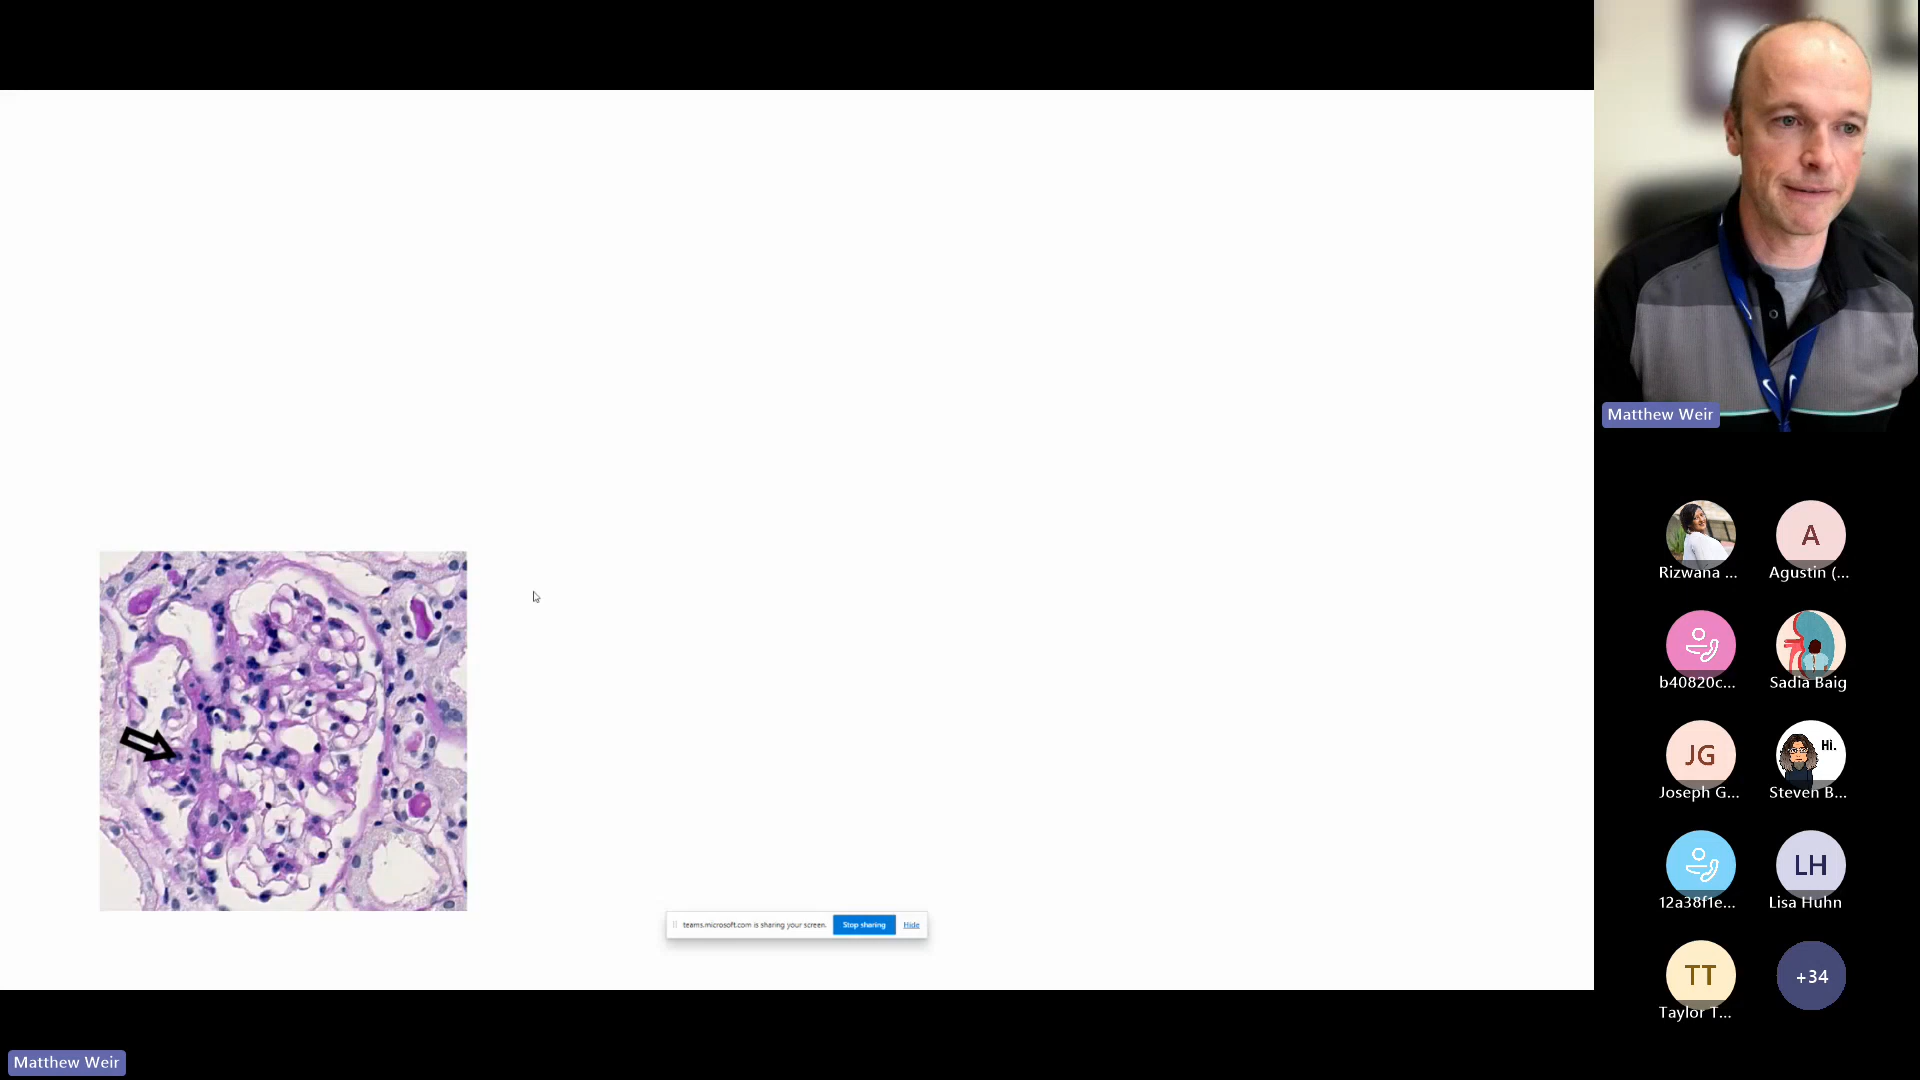 Matthew Weir
Rizwana ...
A
Agustin (...
b40820c...
Sadia Baig
JG
Joseph G...
Hi.
Steven B...
12a38f1e...
LH
Lisa Huhn
TT
Taylor T...
+34
teams.microsoft.com is sharing your screen. Stop sharing Hide
Matthew Weir